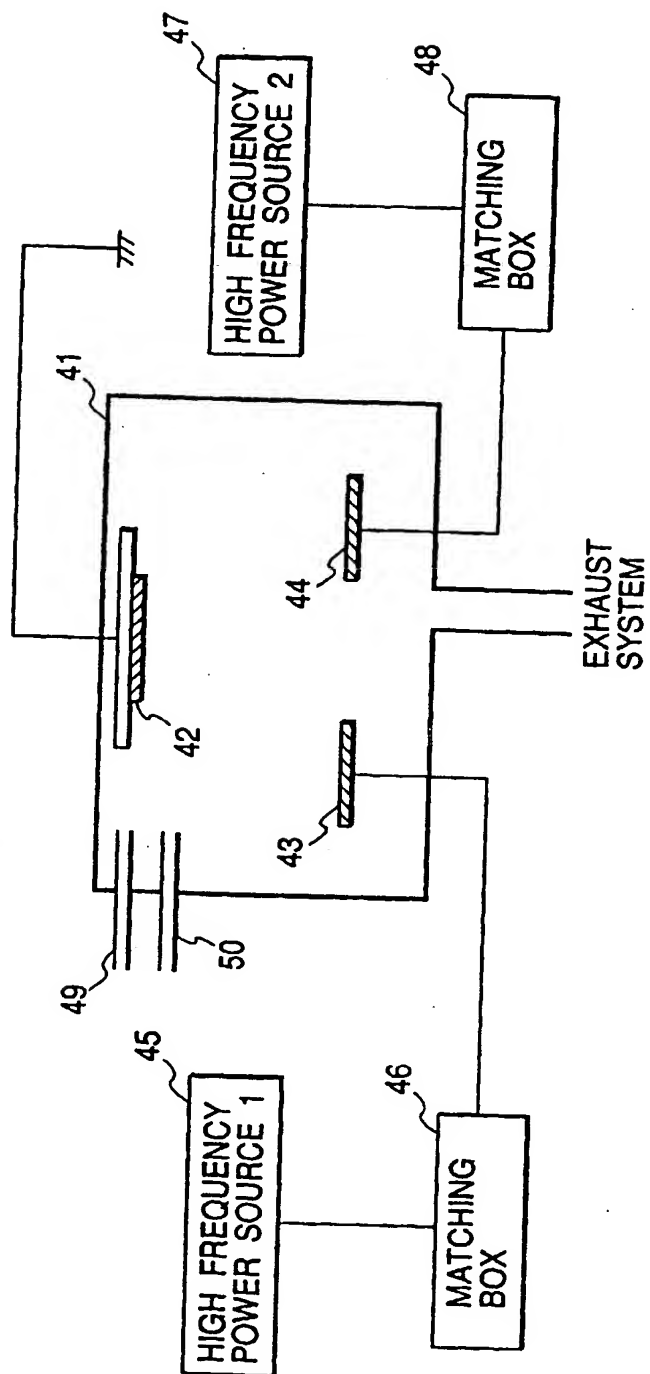 47
HIGH FREQUENCY
POWER SOURCE 2
48
MATCHING
BOX
41
42
43
44
EXHAUST
SYSTEM
49
50
45
HIGH FREQUENCY
POWER SOURCE 1
46
MATCHING
BOX